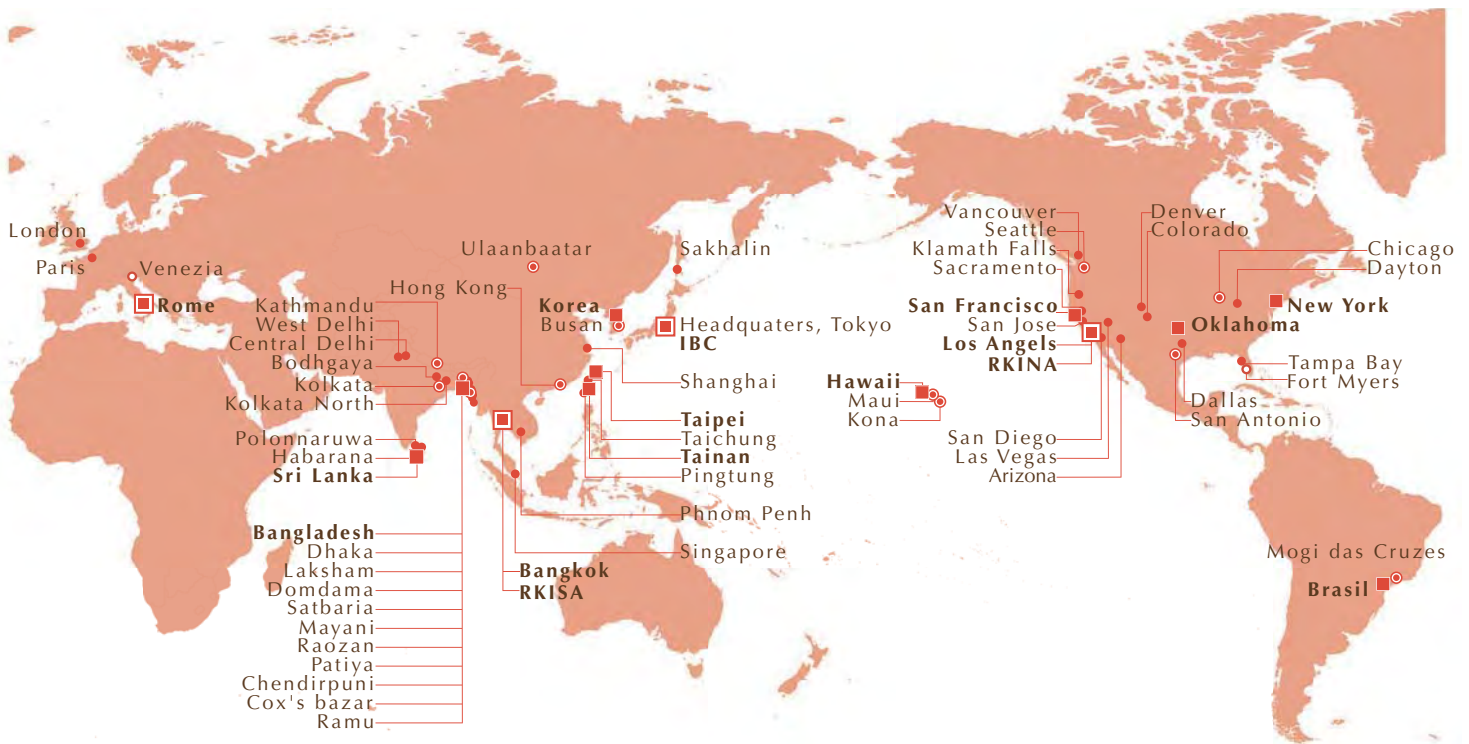 London
Paris
Venezia
Rome
Ulaanbaatar
Sakhalin
Hong Kong
Kathmandu
West Delhi
Central Delhi
Bodhgaya
Kolkata
Kolkata North
Polonnaruwa
Habarana
Sri Lanka
Korea
Busan
Headquaters, Tokyo
IBC
Shanghai
Taipei
Taichung
Tainan
Pingtung
Phnom Penh
Singapore
Bangkok
RKISA
Bangladesh
Dhaka
Laksham
Domdama
Satbaria
Mayani
Raozan
Patiya
Chendirpuni
Cox's bazar
Ramu
Vancouver
Seattle
Klamath Falls
Sacramento
San Francisco
San Jose
Los Angels
RKINA
Hawaii
Maui
Kona
San Diego
Las Vegas
Arizona
Denver
Colorado
Chicago
Dayton
New York
Oklahoma
Tampa Bay
Fort Myers
Dallas
San Antonio
Mogi das Cruzes
Brasil